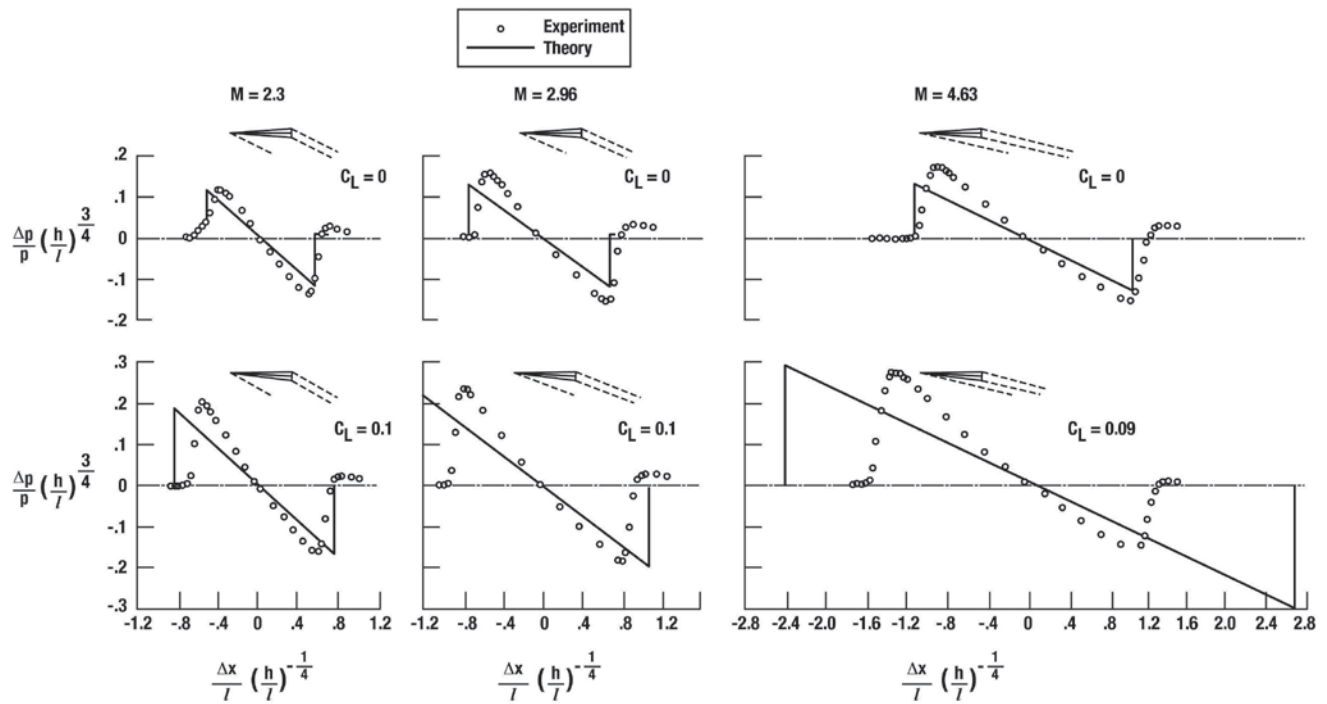 Experiment
Theory
M = 2.3
M = 2.96
M = 4.63
C_L = 0
C_L = 0
C_L = 0
.2
.1
0
-.1
-.2
Δp/p (h/l)^3/4
C_L = 0.1
C_L = 0.1
C_L = 0.09
0.3
.2
.1
0
-.1
-.2
-.3
Δp/p (h/l)^3/4
-1.2 -.8 -.4 0 .4 .8 1.2
-1.2 -.8 -.4 0 .4 .8 1.2 1.6
-2.8 -2.4 -2.0 -1.6 -1.2 -.8 -.4 0 .4 .8 1.2 1.6 2.0 2.4 2.8
Δx/l (h/l)^-1/4
Δx/l (h/l)^-1/4
Δx/l (h/l)^-1/4